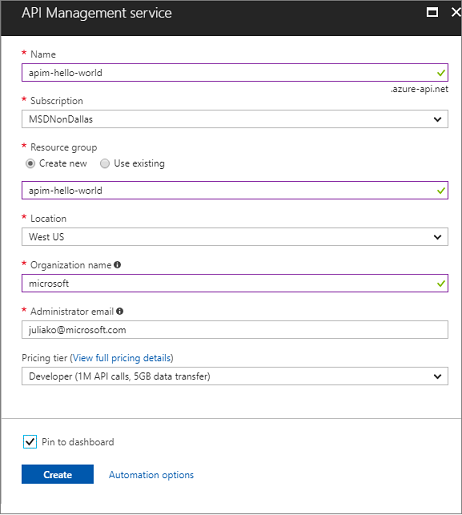 API Management service
* Name
apim-hello-world
.azure-api.net
* Subscription
MSDNonDallas
* Resource group
Create new Use existing
apim-hello-world
* Location
West US
* Organization name
microsoft
* Administrator email
juliako@microsoft.com
Pricing tier (View full pricing details)
Developer (1M API calls, 5GB data transfer)
Pin to dashboard
Create Automation options